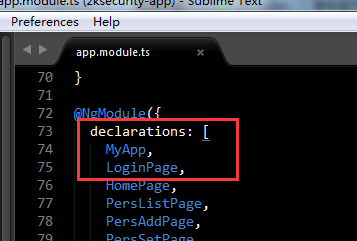 app.module.ts (zksecurity-app) - Sublime Text
Preferences Help
app.module.ts ×
70 }
71
72 @NgModule({
73 declarations: [
74 MyApp,
75 LoginPage,
76 HomePage,
77 PersListPage,
78 PersAddPage,
79 PersSetPage,